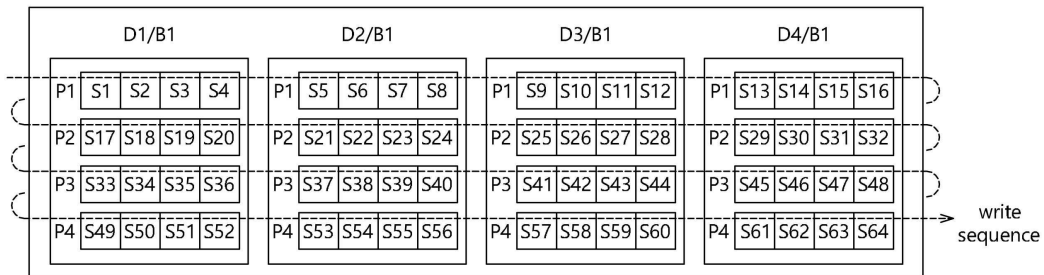 D1/B1 D2/B1 D3/B1 D4/B1
P1 S1 S2 S3 S4 P1 S5 S6 S7 S8 P1 S9 S10 S11 S12 P1 S13 S14 S15 S16
P2 S17 S18 S19 S20 P2 S21 S22 S23 S24 P2 S25 S26 S27 S28 P2 S29 S30 S31 S32
P3 S33 S34 S35 S36 P3 S37 S38 S39 S40 P3 S41 S42 S43 S44 P3 S45 S46 S47 S48
P4 S49 S50 S51 S52 P4 S53 S54 S55 S56 P4 S57 S58 S59 S60 P4 S61 S62 S63 S64
write
sequence